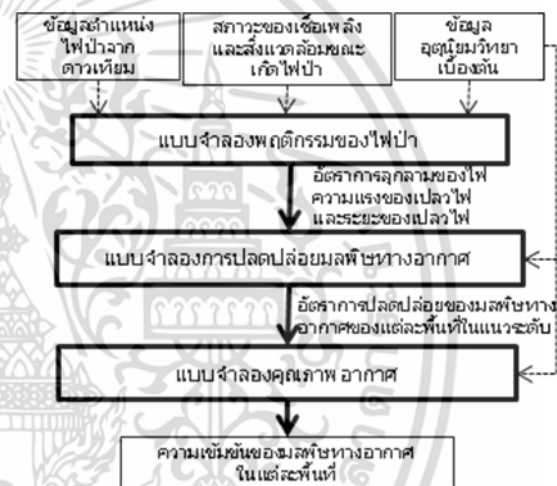 ข้อมูลตำแหน่ง
ไฟป่าจาก
ดาวเทียม
สภาวะของเชื้อเพลิง
และสิ่งแวดล้อมขณะ
เกิดไฟป่า
ข้อมูล
อุตุนิยมวิทยา
เบื้องต้น
แบบจำลองพฤติกรรมของไฟป่า
อัตราการลุกลามของไฟ
ความแรงของเปลวไฟ
และระยะของเปลวไฟ
แบบจำลองการปลดปล่อยมลพิษทางอากาศ
อัตราการปลดปล่อยของมลพิษทาง
อากาศของแต่ละพื้นที่ในแนวระดับ
แบบจำลองคุณภาพ อากาศ
ความเข้มข้นของมลพิษทางอากาศ
ในแต่ละพื้นที่